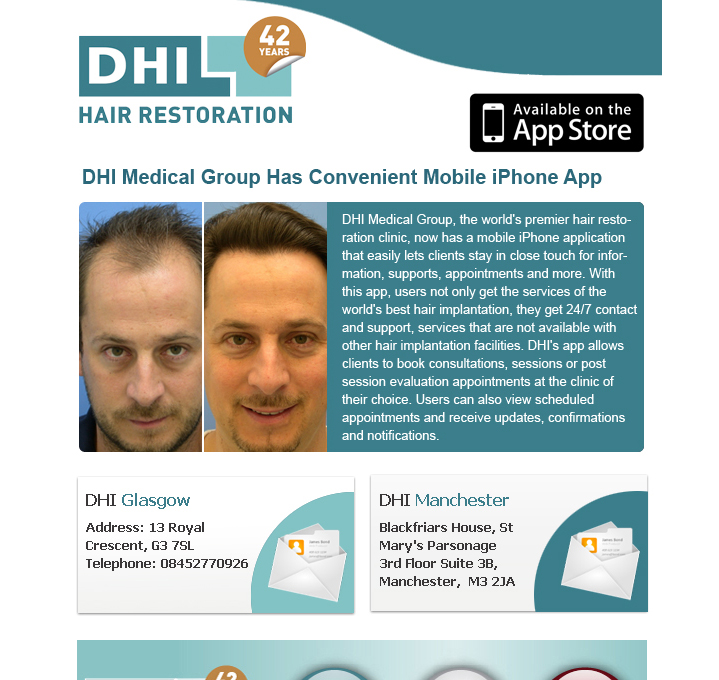 42
YEARS
DHI
HAIR RESTORATION
Available on the
App Store
DHI Medical Group Has Convenient Mobile iPhone App
DHI Medical Group, the world's premier hair resto-
ration clinic, now has a mobile iPhone application
that easily lets clients stay in close touch for infor-
mation, supports, appointments and more. With
this app, users not only get the services of the
world's best hair implantation, they get 24/7 contact
and support, services that are not available with
other hair implantation facilities. DHI's app allows
clients to book consultations, sessions or post
session evaluation appointments at the clinic of
their choice. Users can also view scheduled
appointments and receive updates, confirmations
and notifications.
DHI Glasgow
Address: 13 Royal
Crescent, G3 7SL
Telephone: 08452770926
DHI Manchester
Blackfriars House, St
Mary's Parsonage
3rd Floor Suite 3B,
Manchester, M3 2JA
42